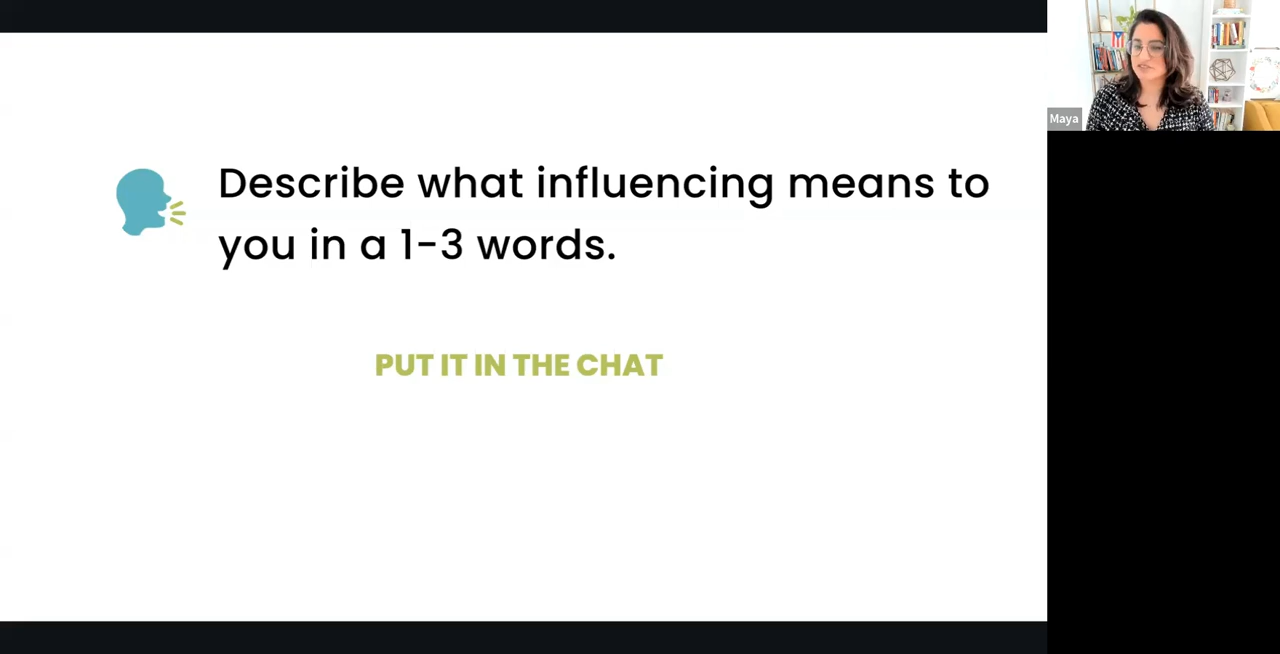 Describe what influencing means to
you in a 1-3 words.
PUT IT IN THE CHAT
Maya